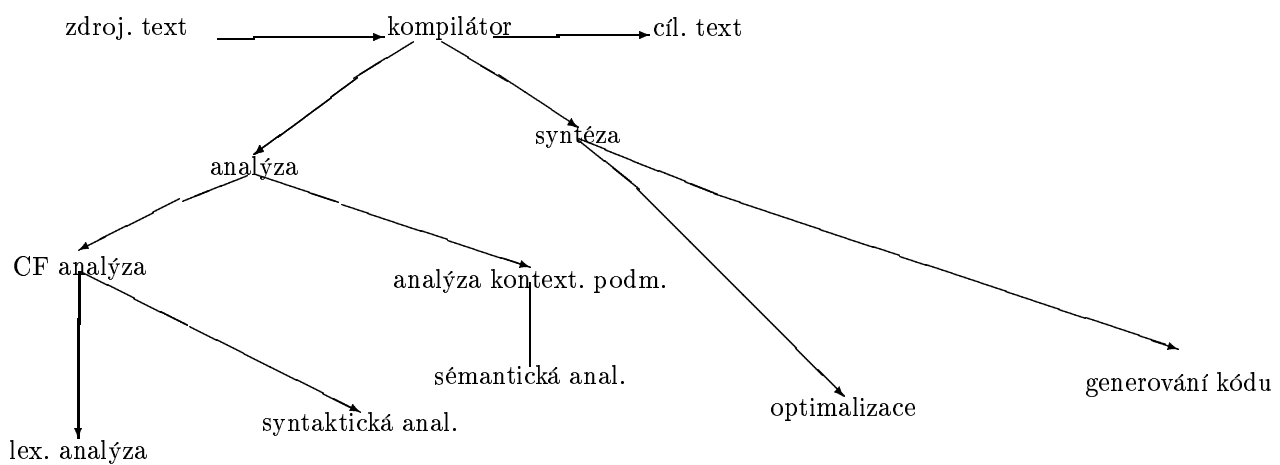 zdroj. text
kompilátor
cíl. text
syntéza
analýza
CF analýza
analýza kontext. podm.
sémantická anal.
generování kódu
optimalizace
syntaktická anal.
lex. analýza